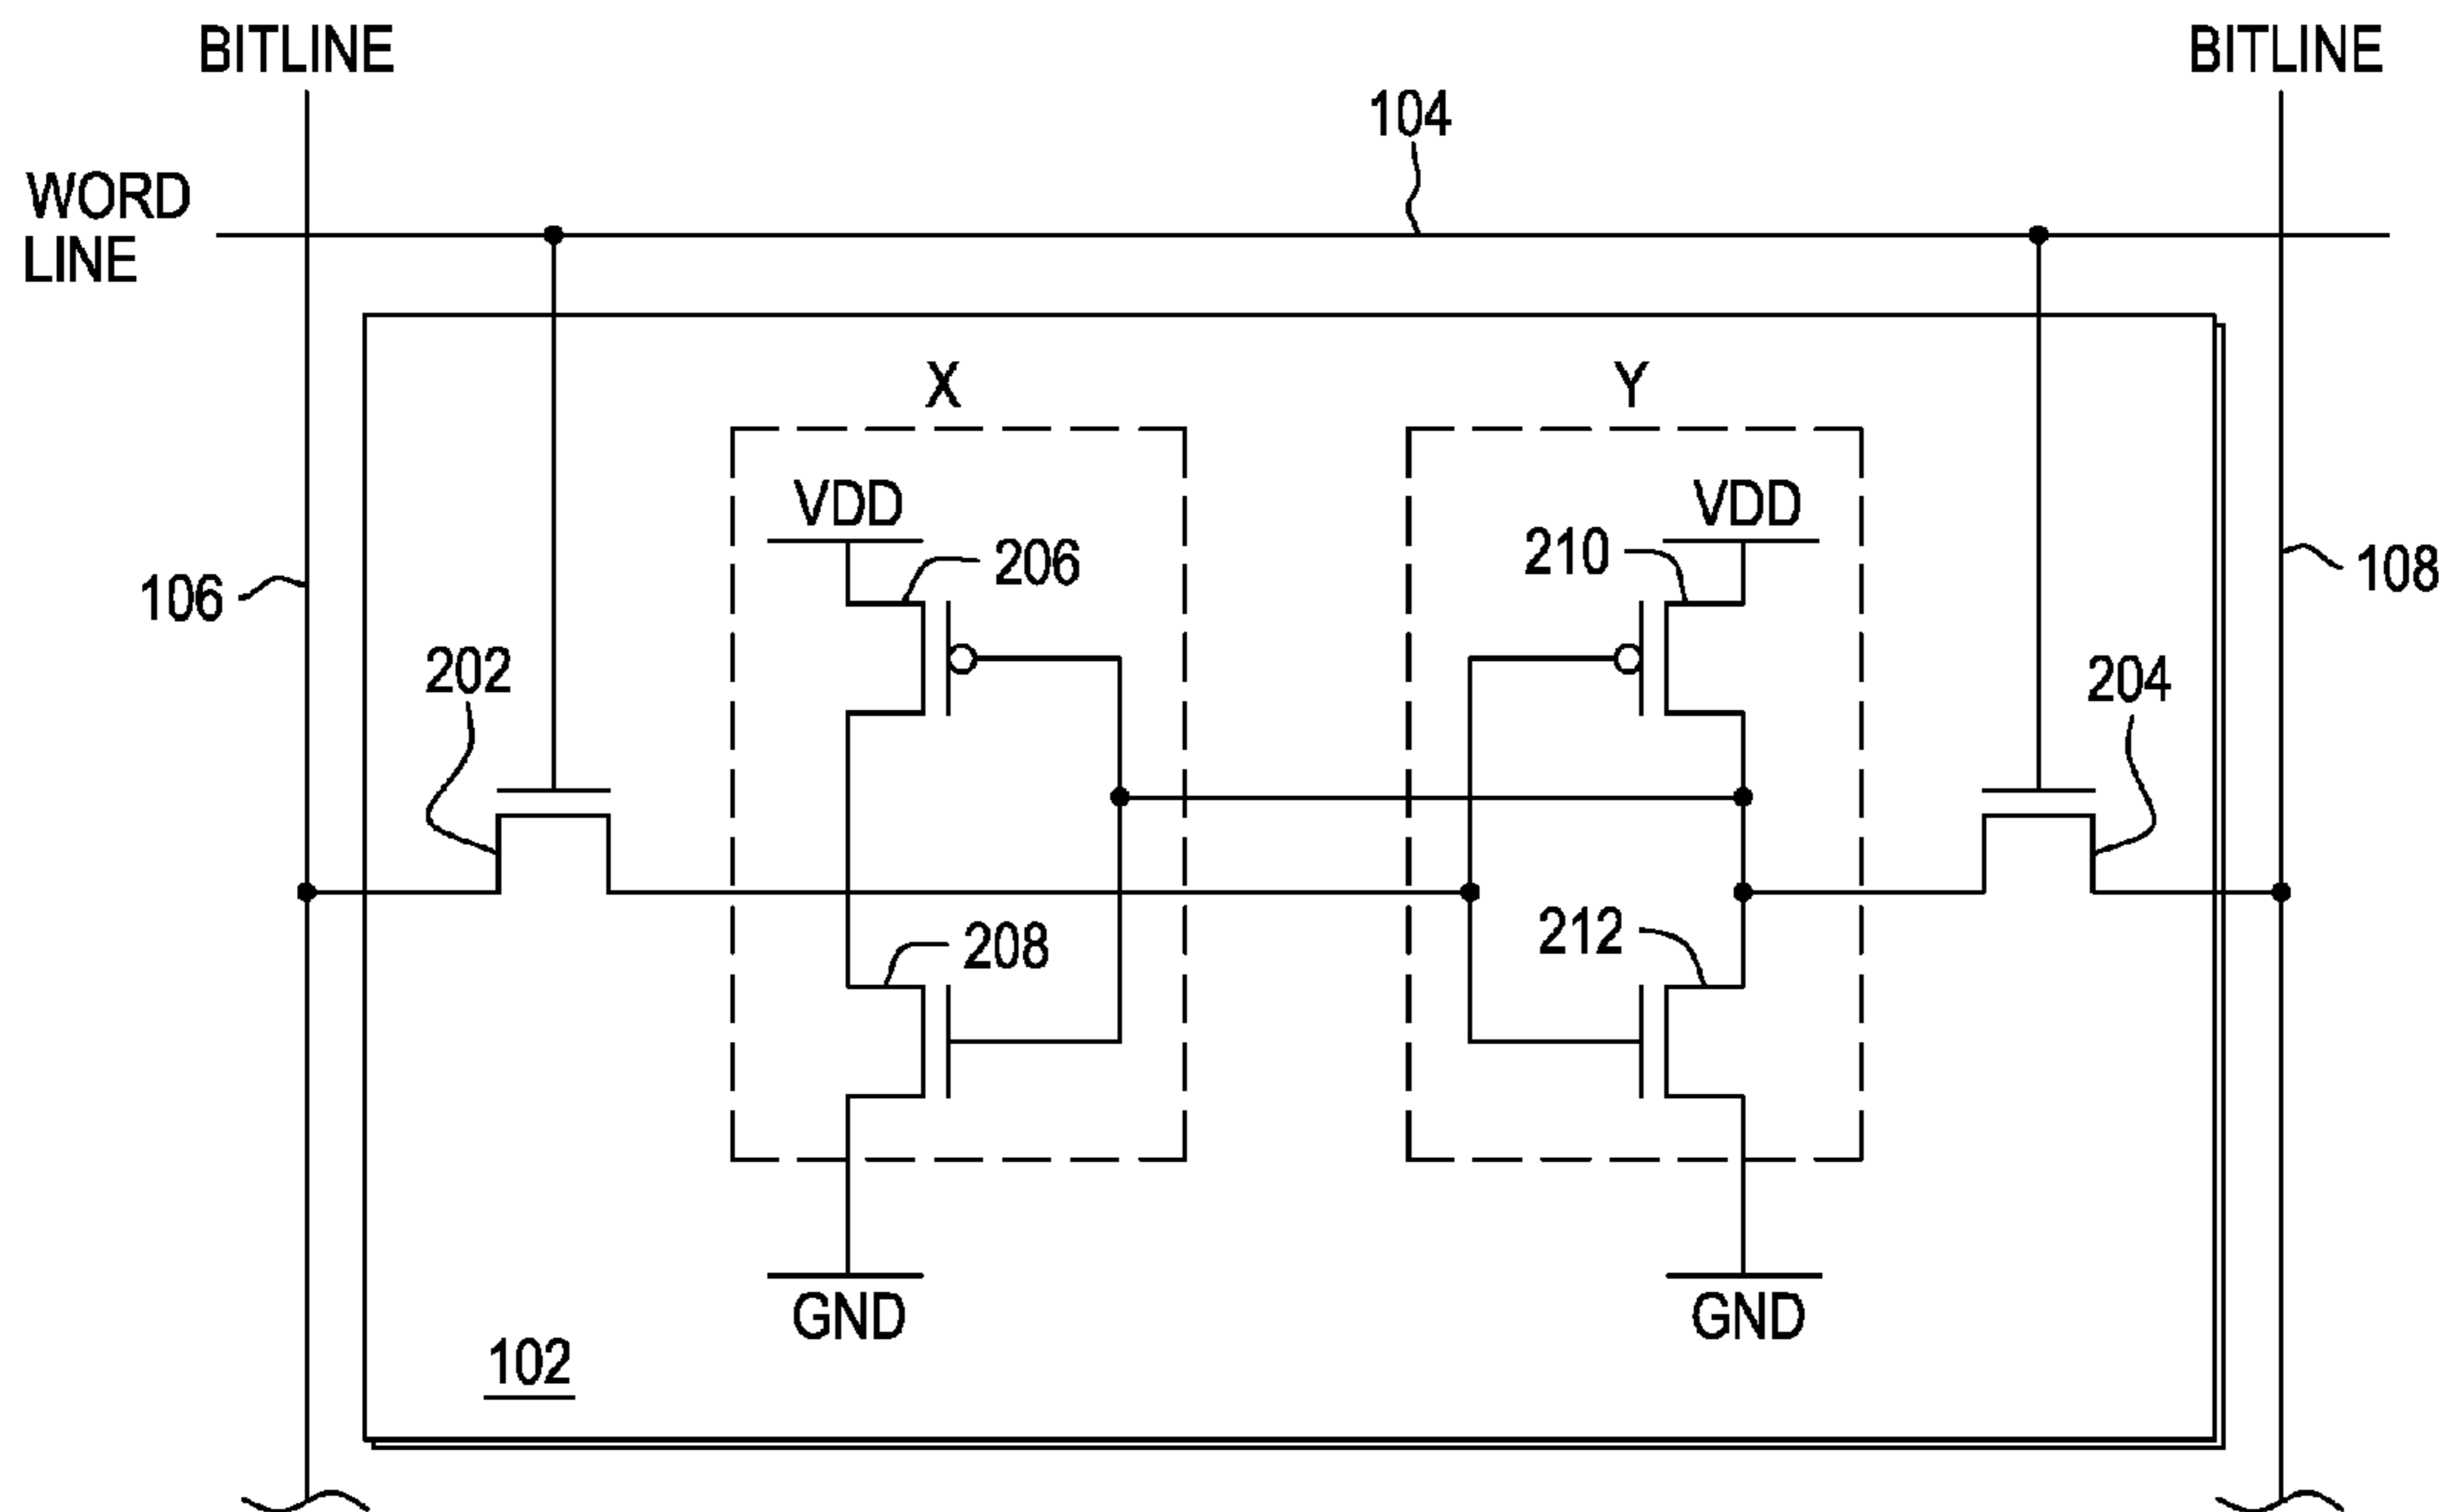 BITLINE
BITLINE
104
WORD
LINE
X
Y
VDD
VDD
206
210
106
108
202
204
208
212
GND
GND
102